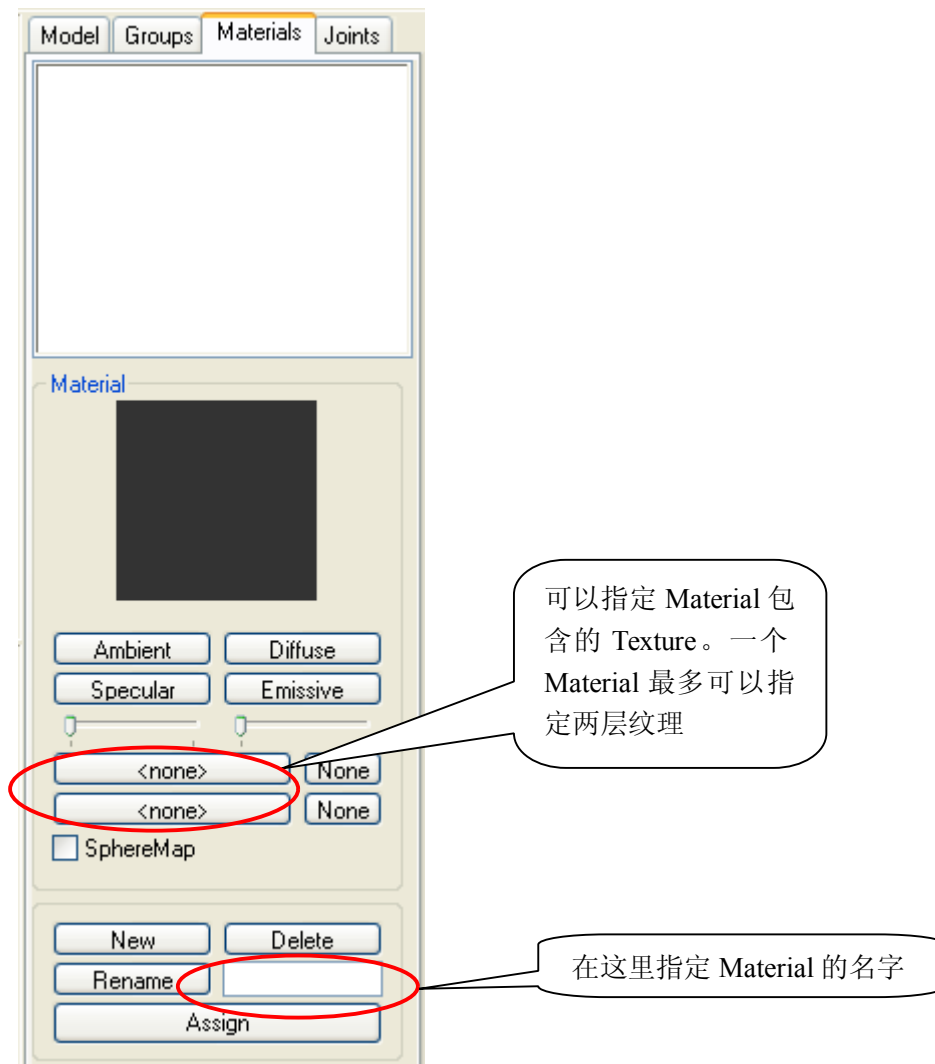 Model Groups Materials Joints
Material
Ambient Diffuse
Specular Emissive
可以指定 Material 包
含的 Texture。一个
Material 最多可以指
定两层纹理
<none> None
<none> None
SphereMap
New Delete
Rename
在这里指定 Material 的名字
Assign